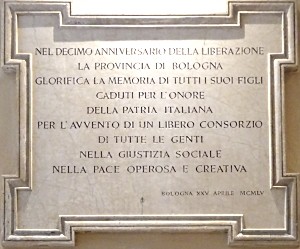 NEL DECIMO ANNIVERSARIO DELLA LIBERAZIONE
LA PROVINCIA DI BOLOGNA
GLORIFICA LA MEMORIA DI TUTTI I SUOI FIGLI
CADUTI PER L'ONORE
DELLA PATRIA ITALIANA
PER L'AVVENTO DI UN LIBERO CONSORZIO
DI TUTTE LE GENTI
NELLA GIUSTIZIA SOCIALE
NELLA PACE OPEROSA E CREATIVA
BOLOGNA XXV APRILE MCMLV